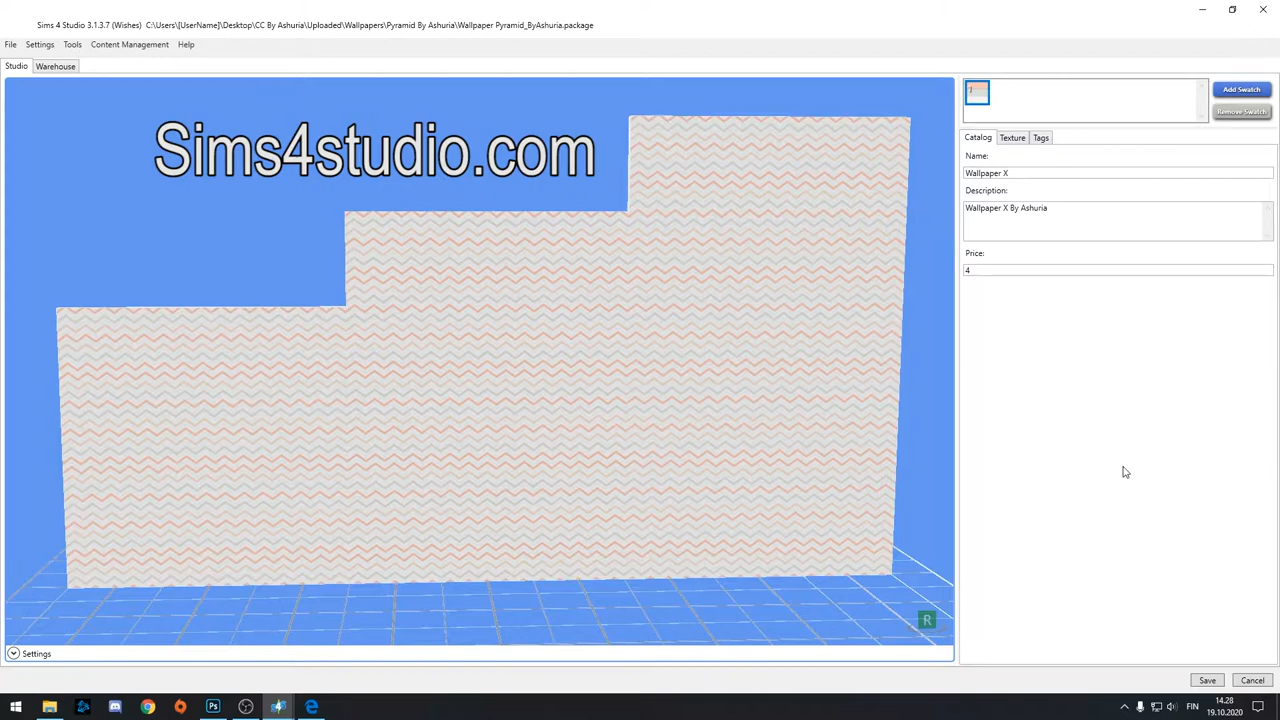 Sims 4 Studio 3.1.3.7 (Wishes) C:\Users\[UserName]\Desktop\CC By Ashuria\Uploaded\Wallpapers\Pyramid By Ashuria\Wallpaper Pyramid_ByAshuria.package
File Settings Tools Content Management Help
Studio Warehouse
Sims4studio.com
Add Swatch
Remove Swatch
Catalog Texture Tags
Name:
Wallpaper X
Description:
Wallpaper X By Ashuria
Price:
4
R
Settings
Save Cancel
Ps
FIN
14.28
19.10.2020